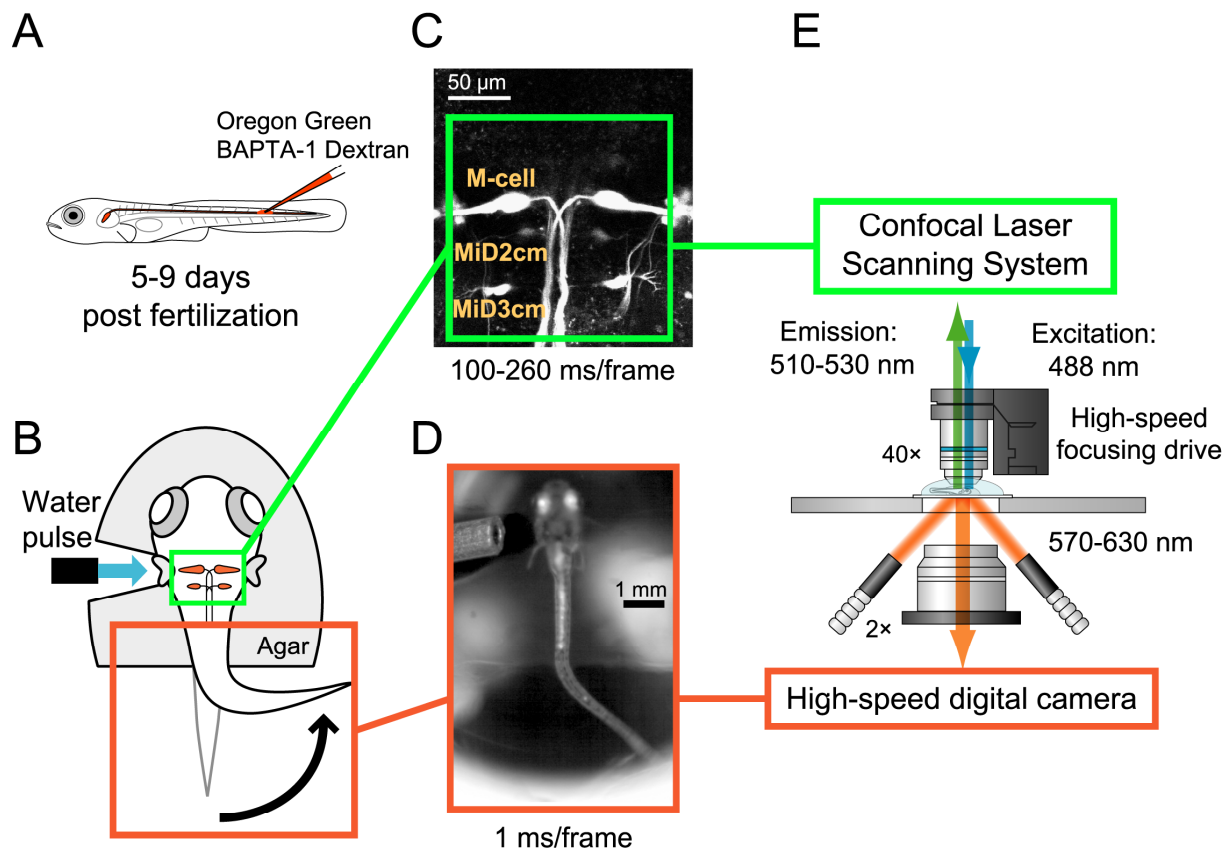 A
Oregon Green
BAPTA-1 Dextran
5-9 days
post fertilization
B
Water
pulse
Agar
C
50 µm
M-cell
MiD2cm
MiD3cm
100-260 ms/frame
D
1 mm
1 ms/frame
E
Confocal Laser
Scanning System
Emission:
510-530 nm
Excitation:
488 nm
High-speed
focusing drive
40×
570-630 nm
2×
High-speed digital camera